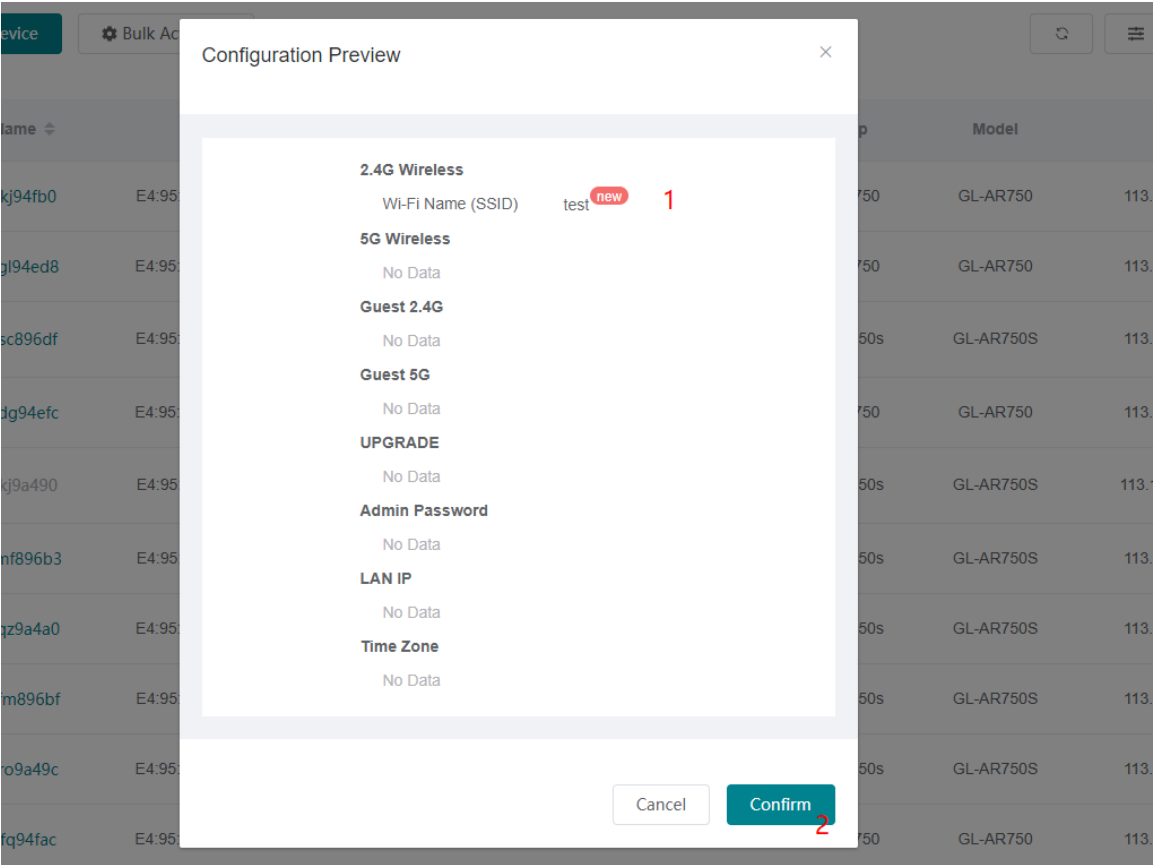 evice Bulk Ac
Configuration Preview
lame p Model
2.4G Wireless
Wi-Fi Name (SSID) test new 1
kj94fb0 E4:95: 750 GL-AR750 113.
5G Wireless
No Data
gl94ed8 E4:95: 750 GL-AR750 113.
Guest 2.4G
No Data
sc896df E4:95: 50s GL-AR750S 113.
Guest 5G
No Data
dg94efc E4:95: 750 GL-AR750 113.
UPGRADE
No Data
kj9a490 E4:95 50s GL-AR750S 113.1
Admin Password
No Data
mf896b3 E4:95 50s GL-AR750S 113.
LAN IP
No Data
qz9a4a0 E4:95: 50s GL-AR750S 113.
Time Zone
No Data
fm896bf E4:95 50s GL-AR750S 113.
ro9a49c E4:95: 50s GL-AR750S 113.
Cancel Confirm
2
fq94fac E4:95: 750 GL-AR750 113.